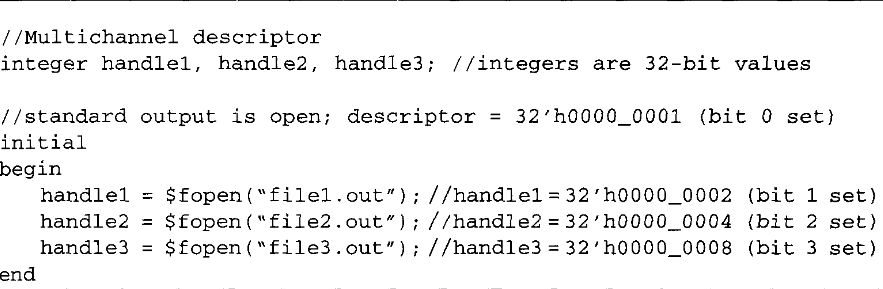 //Multichannel descriptor
integer handle1, handle2, handle3; //integers are 32-bit values
//standard output is open; descriptor = 32'h0000_0001 (bit 0 set)
initial
begin
handle1 = $fopen("file1.out"); //handle1 = 32'h0000_0002 (bit 1 set)
handle2 = $fopen("file2.out"); //handle2 = 32'h0000_0004 (bit 2 set)
handle3 = $fopen("file3.out"); //handle3 = 32'h0000_0008 (bit 3 set)
end